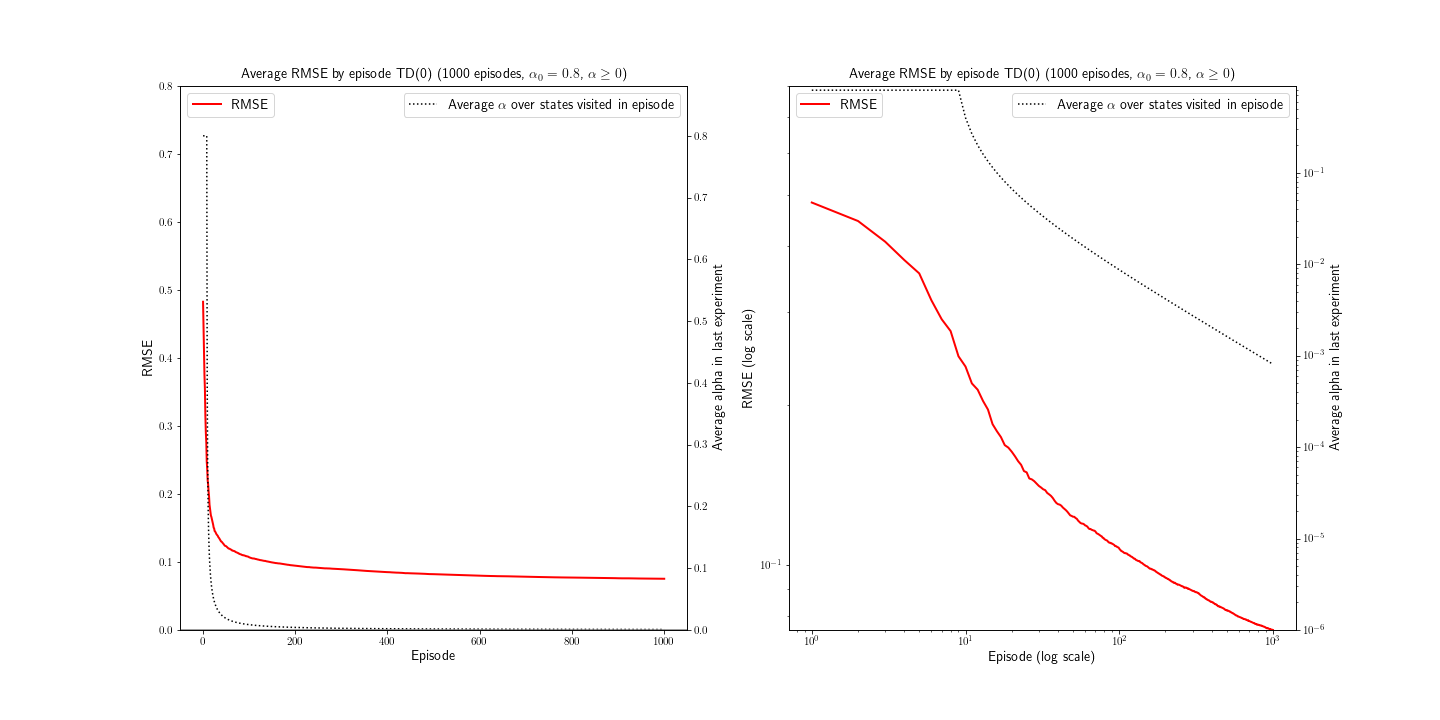 Average RMSE by episode TD(0) (1000 episodes, α₀ = 0.8, α ≥ 0)
RMSE
Average α over states visited in episode
0.8
0.7
0.6
0.5
0.4
0.3
0.2
0.1
0.0
RMSE
0.8
0.7
0.6
0.5
0.4
0.3
0.2
0.1
0.0
Average alpha in last experiment
0
200
400
600
800
1000
Episode
Average RMSE by episode TD(0) (1000 episodes, α₀ = 0.8, α ≥ 0)
RMSE
Average α over states visited in episode
10⁻¹
RMSE (log scale)
10⁻¹
10⁻²
10⁻³
10⁻⁴
10⁻⁵
10⁻⁶
Average alpha in last experiment
10⁰
10¹
10²
10³
Episode (log scale)